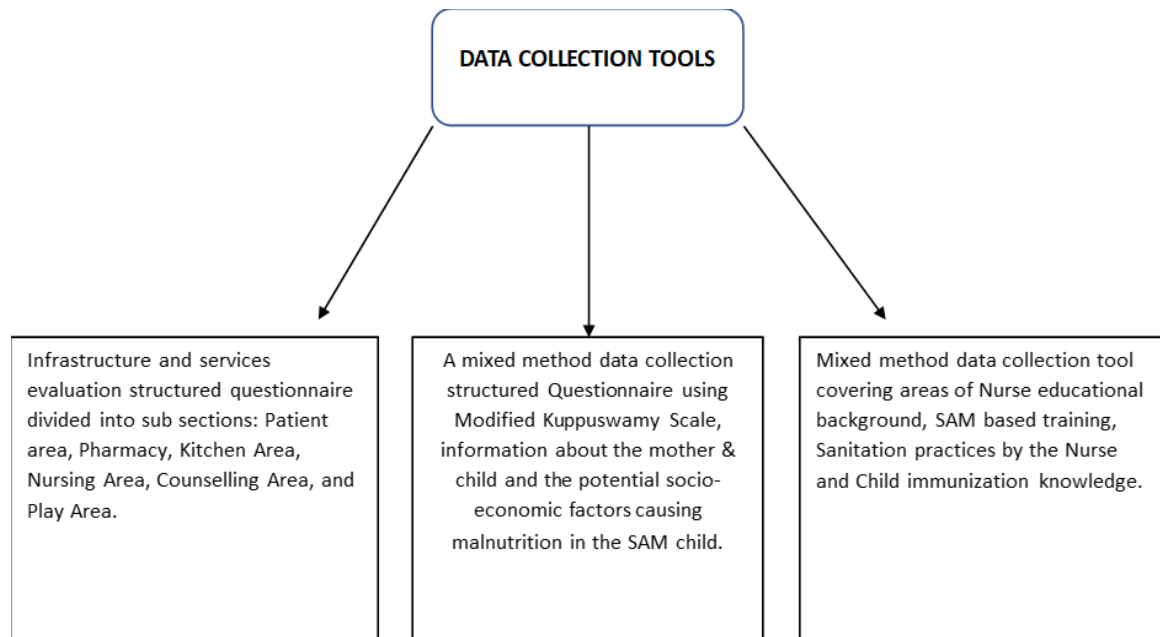 DATA COLLECTION TOOLS
Infrastructure and services
evaluation structured questionnaire
divided into sub sections: Patient
area, Pharmacy, Kitchen Area,
Nursing Area, Counselling Area, and
Play Area.
A mixed method data collection
structured Questionnaire using
Modified Kuppuswamy Scale,
information about the mother &
child and the potential socio-
economic factors causing
malnutrition in the SAM child.
Mixed method data collection tool
covering areas of Nurse educational
background, SAM based training,
Sanitation practices by the Nurse
and Child immunization knowledge.